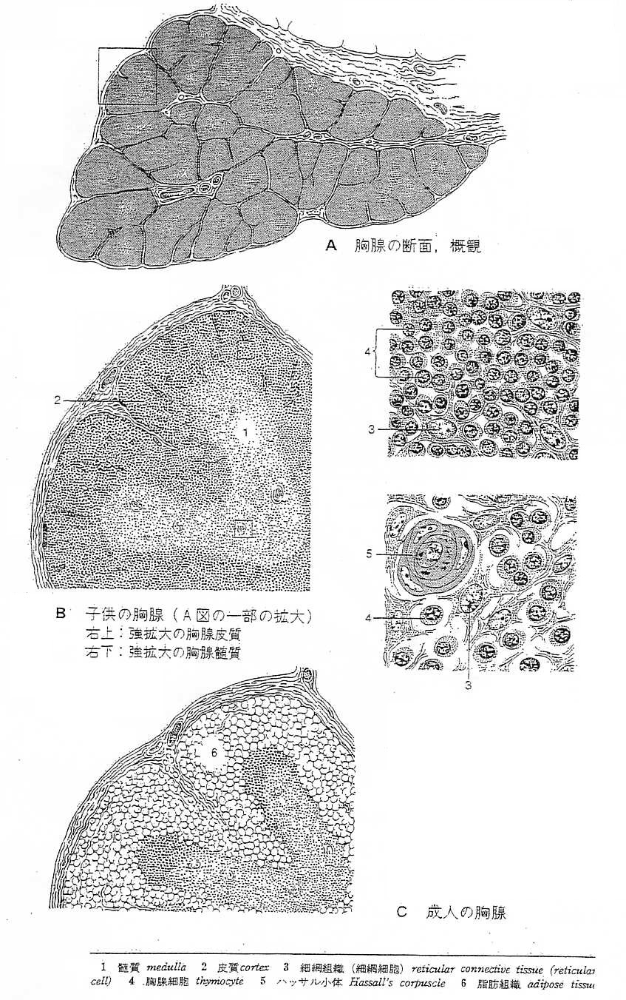 A 胸腺の断面，概観
4
2
1
3
5
B 子供の胸腺（A図の一部の拡大）
右上：強拡大の胸腺皮質
右下：強拡大の胸腺髄質
4
3
6
C 成人の胸腺
1 髄質 medulla 2 皮質 cortex 3 細網組織（細網細胞）reticular connective tissue (reticular
cell) 4 胸腺細胞 thymocyte 5 ハッサル小体 Hassall's corpuscle 6 脂肪組織 adipose tissu